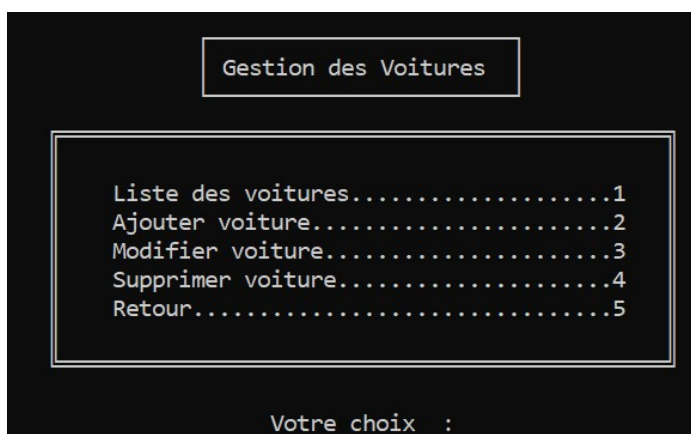 Gestion des Voitures
Liste des voitures....................1
Ajouter voiture.......................2
Modifier voiture......................3
Supprimer voiture.....................4
Retour................................5
Votre choix  :